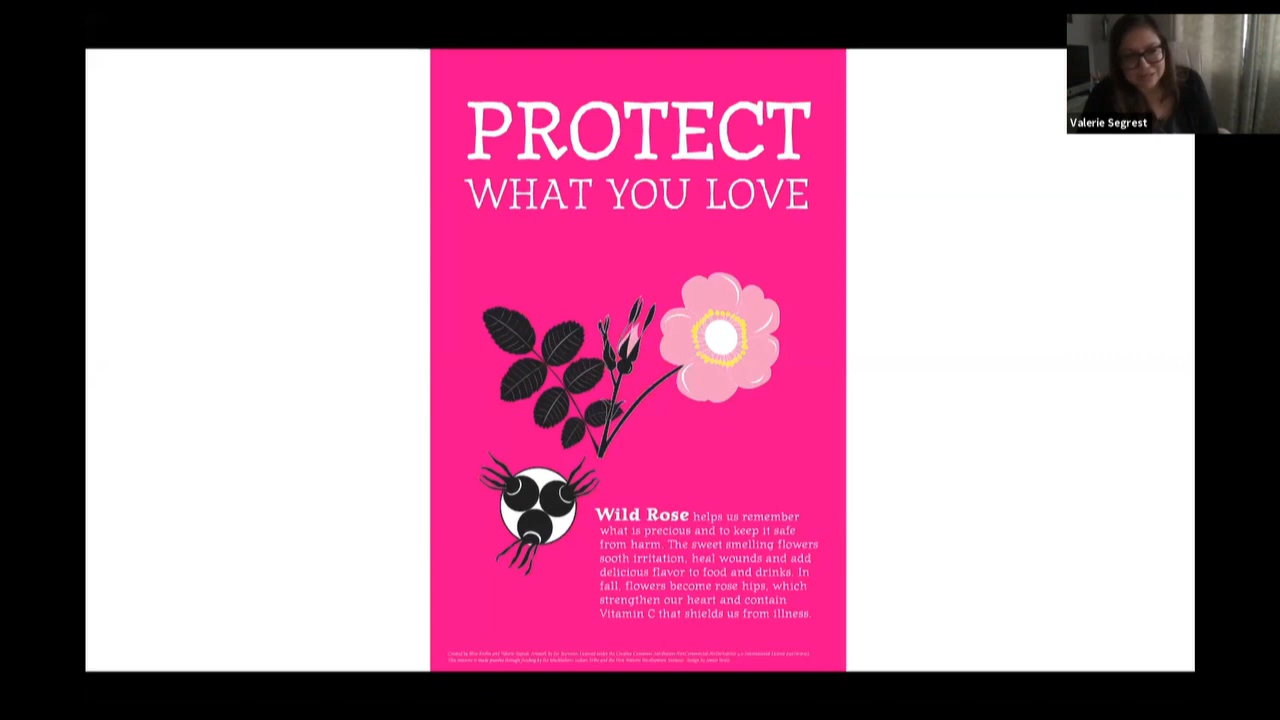 PROTECT
WHAT YOU LOVE
Valerie Segrest
Wild Rose helps us remember
what is precious and to keep it safe
from harm. The sweet smelling flowers
sooth irritation, heal wounds and add
delicious flavor to food and drinks. In
fall, flowers become rose hips, which
strengthen our heart and contain
Vitamin C that shields us from illness.